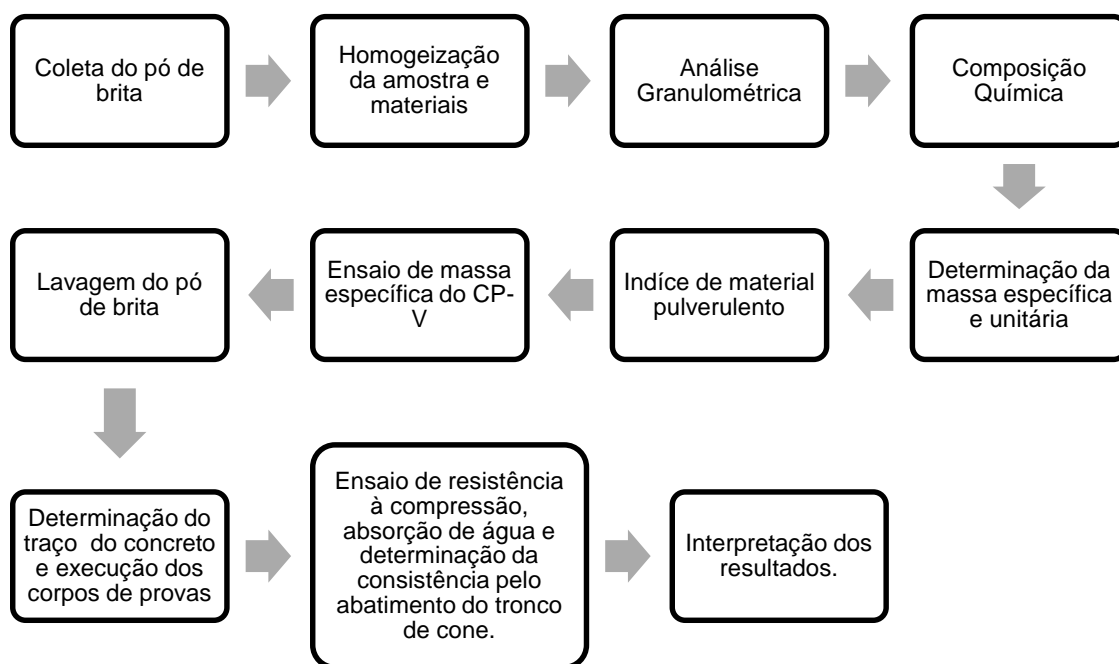 Coleta do pó de
brita
Homogeização
da amostra e
materiais
Análise
Granulométrica
Composição
Química
Determinação da
massa específica
e unitária
Indíce de material
pulverulento
Ensaio de massa
específica do CP-
V
Lavagem do pó
de brita
Determinação do
traço do concreto
e execução dos
corpos de provas
Ensaio de resistência
à compressão,
absorção de água e
determinação da
consistência pelo
abatimento do tronco
de cone.
Interpretação dos
resultados.